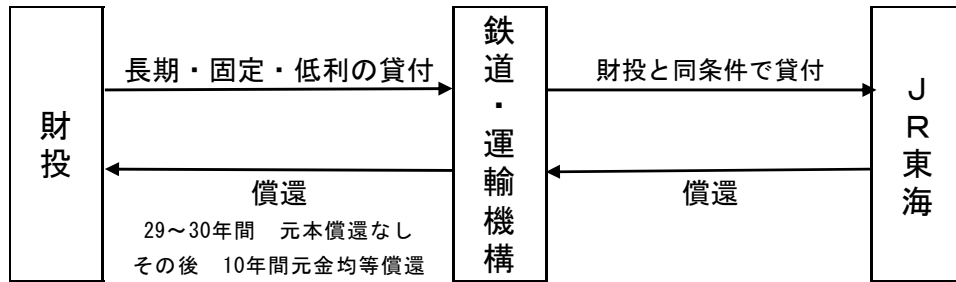 財投
長期・固定・低利の貸付
償還
29～30年間　元本償還なし
その後　10年間元金均等償還
鉄道・運輸機構
財投と同条件で貸付
償還
ＪＲ東海